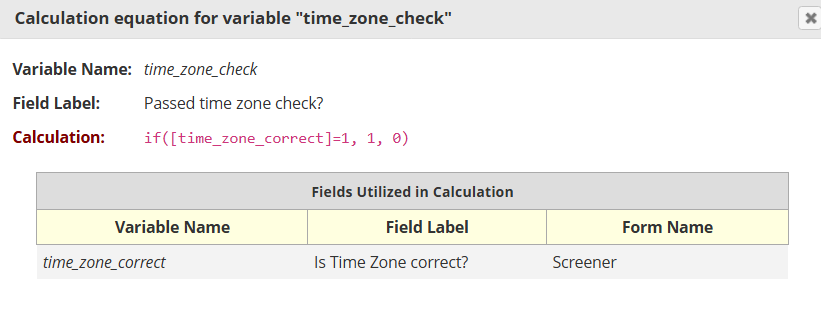 Calculation equation for variable "time_zone_check"
Variable Name: time_zone_check
Field Label: Passed time zone check?
Calculation: if([time_zone_correct]=1, 1, 0)
Fields Utilized in Calculation
Variable Name Field Label Form Name
time_zone_correct Is Time Zone correct? Screener